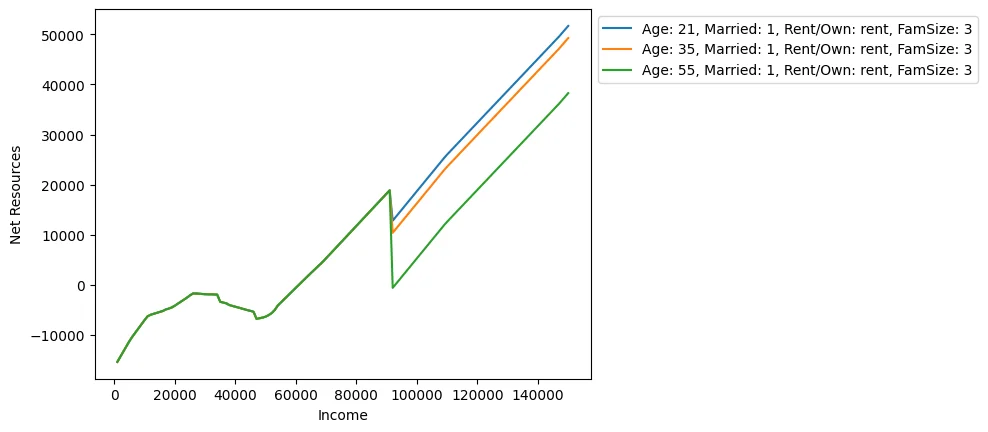 50000
40000
30000
20000
10000
0
−10000
Net Resources
0 20000 40000 60000 80000 100000 120000 140000
Income
Age: 21, Married: 1, Rent/Own: rent, FamSize: 3
Age: 35, Married: 1, Rent/Own: rent, FamSize: 3
Age: 55, Married: 1, Rent/Own: rent, FamSize: 3